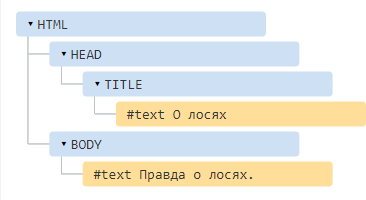 ▾ HTML
▾ HEAD
▾ TITLE
#text О лосях
▾ BODY
#text Правда о лосях.